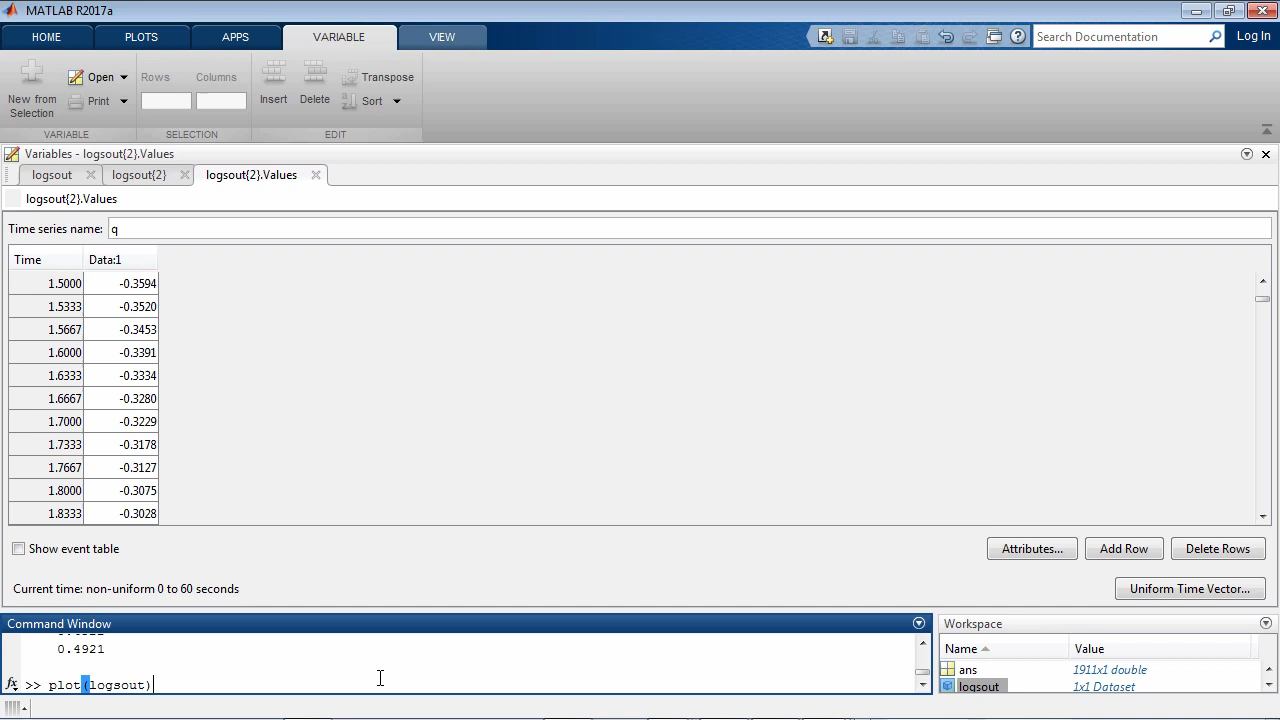 MATLAB R2017a
HOME PLOTS APPS VARIABLE VIEW Search Documentation Log In
New from Selection Open Print Rows Columns Insert Delete Transpose Sort
VARIABLE SELECTION EDIT
Variables - logsout{2}.Values
logsout logsout{2} logsout{2}.Values
logsout{2}.Values
Time series name: q
Time Data:1
1.5000 -0.3594
1.5333 -0.3520
1.5667 -0.3453
1.6000 -0.3391
1.6333 -0.3334
1.6667 -0.3280
1.7000 -0.3229
1.7333 -0.3178
1.7667 -0.3127
1.8000 -0.3075
1.8333 -0.3028
Show event table Attributes... Add Row Delete Rows
Current time: non-uniform 0 to 60 seconds Uniform Time Vector...
Command Window
0.4921
fx >> plot(logsout)
Workspace
Name Value
ans 1911x1 double
logsout 1x1 Dataset